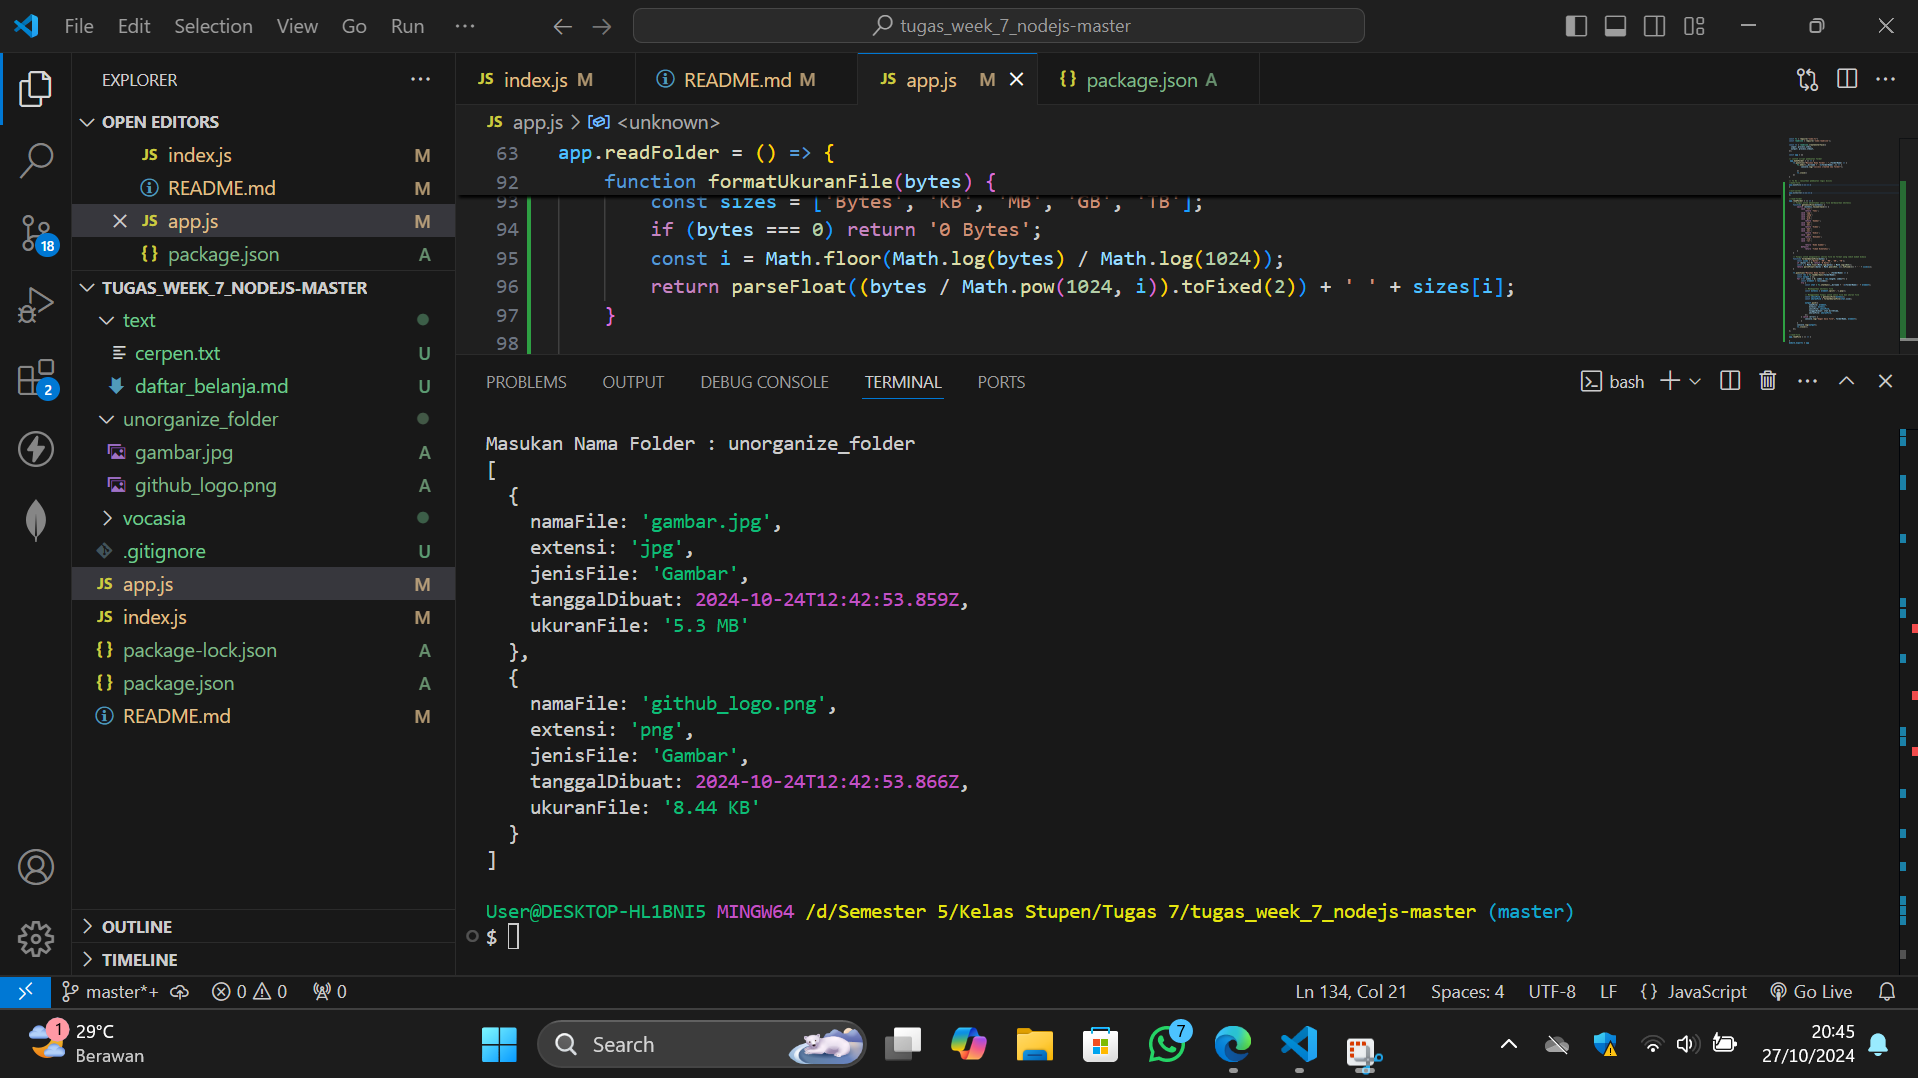 File Edit Selection View Go Run ···
tugas_week_7_nodejs-master
EXPLORER
OPEN EDITORS
JS index.js M
README.md M
JS app.js M
{} package.json A
TUGAS_WEEK_7_NODEJS-MASTER
text
cerpen.txt U
daftar_belanja.md U
unorganize_folder
gambar.jpg A
github_logo.png A
vocasia
.gitignore U
JS app.js M
JS index.js M
{} package-lock.json A
{} package.json A
README.md M
OUTLINE
TIMELINE
18
2
JS index.js M
README.md M
JS app.js M
{} package.json A
JS app.js > <unknown>
63 app.readFolder = () => {
92 function formatUkuranFile(bytes) {
93 const sizes = ['Bytes', 'KB', 'MB', 'GB', 'TB'];
94 if (bytes === 0) return '0 Bytes';
95 const i = Math.floor(Math.log(bytes) / Math.log(1024));
96 return parseFloat((bytes / Math.pow(1024, i)).toFixed(2)) + ' ' + sizes[i];
97 }
98
PROBLEMS OUTPUT DEBUG CONSOLE TERMINAL PORTS
bash
Masukan Nama Folder : unorganize_folder
[
{
namaFile: 'gambar.jpg',
extensi: 'jpg',
jenisFile: 'Gambar',
tanggalDibuat: 2024-10-24T12:42:53.859Z,
ukuranFile: '5.3 MB'
},
{
namaFile: 'github_logo.png',
extensi: 'png',
jenisFile: 'Gambar',
tanggalDibuat: 2024-10-24T12:42:53.866Z,
ukuranFile: '8.44 KB'
}
]
User@DESKTOP-HL1BNI5 MINGW64 /d/Semester 5/Kelas Stupen/Tugas 7/tugas_week_7_nodejs-master (master)
$
master*+ 0 0 0
Ln 134, Col 21 Spaces: 4 UTF-8 LF {} JavaScript Go Live
1
29°C
Berawan
Search
7
20:45
27/10/2024